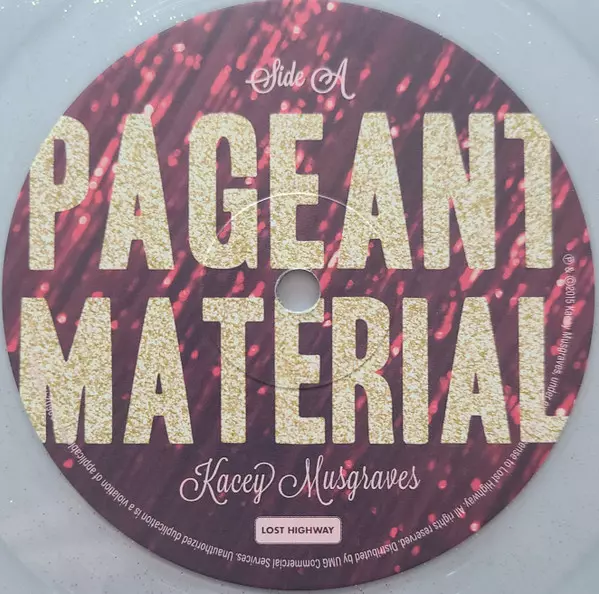 Side A
PAGEANT
MATERIAL
Kacey Musgraves
LOST HIGHWAY
℗ & ©2015 Kacey Musgraves, under
ense to Lost Highway. All rights reserved. Distributed by UMG Commercial Services. Unauthorized duplication is a violation of applicable